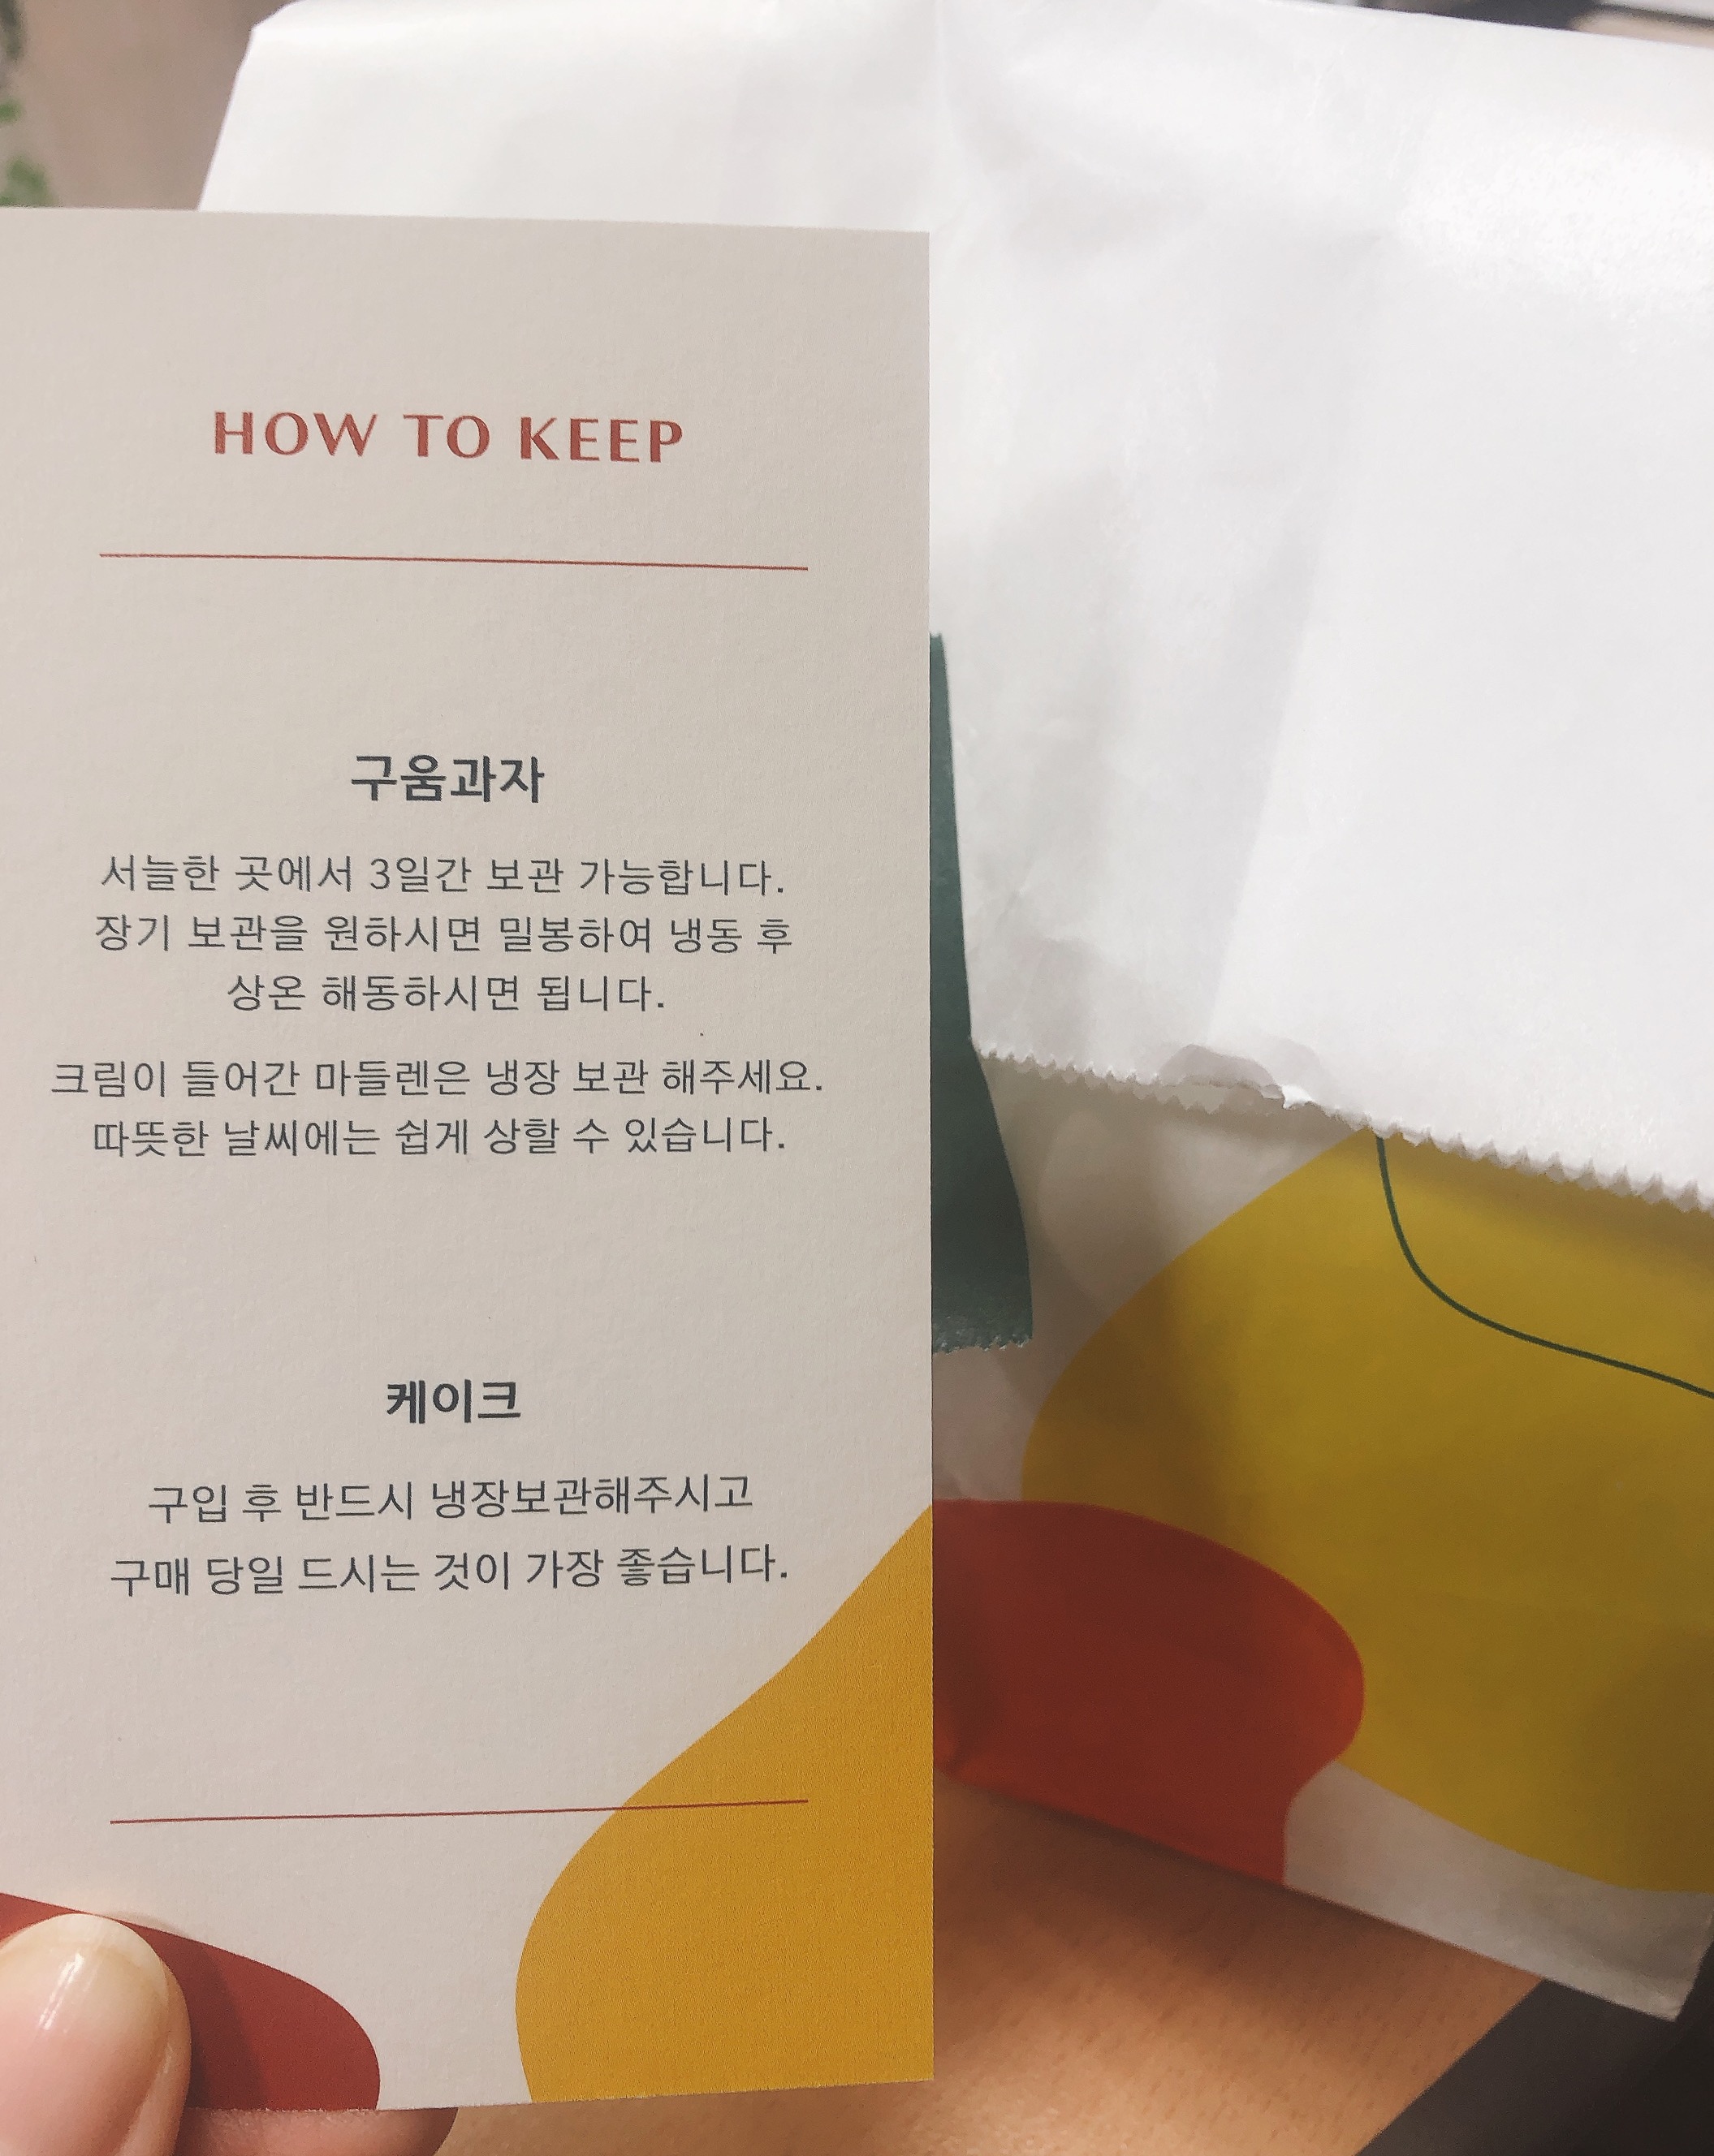 HOW TO KEEP
구움과자
서늘한 곳에서 3일간 보관 가능합니다.
장기 보관을 원하시면 밀봉하여 냉동 후
상온 해동하시면 됩니다.
크림이 들어간 마들렌은 냉장 보관 해주세요.
따뜻한 날씨에는 쉽게 상할 수 있습니다.
케이크
구입 후 반드시 냉장보관해주시고
구매 당일 드시는 것이 가장 좋습니다.